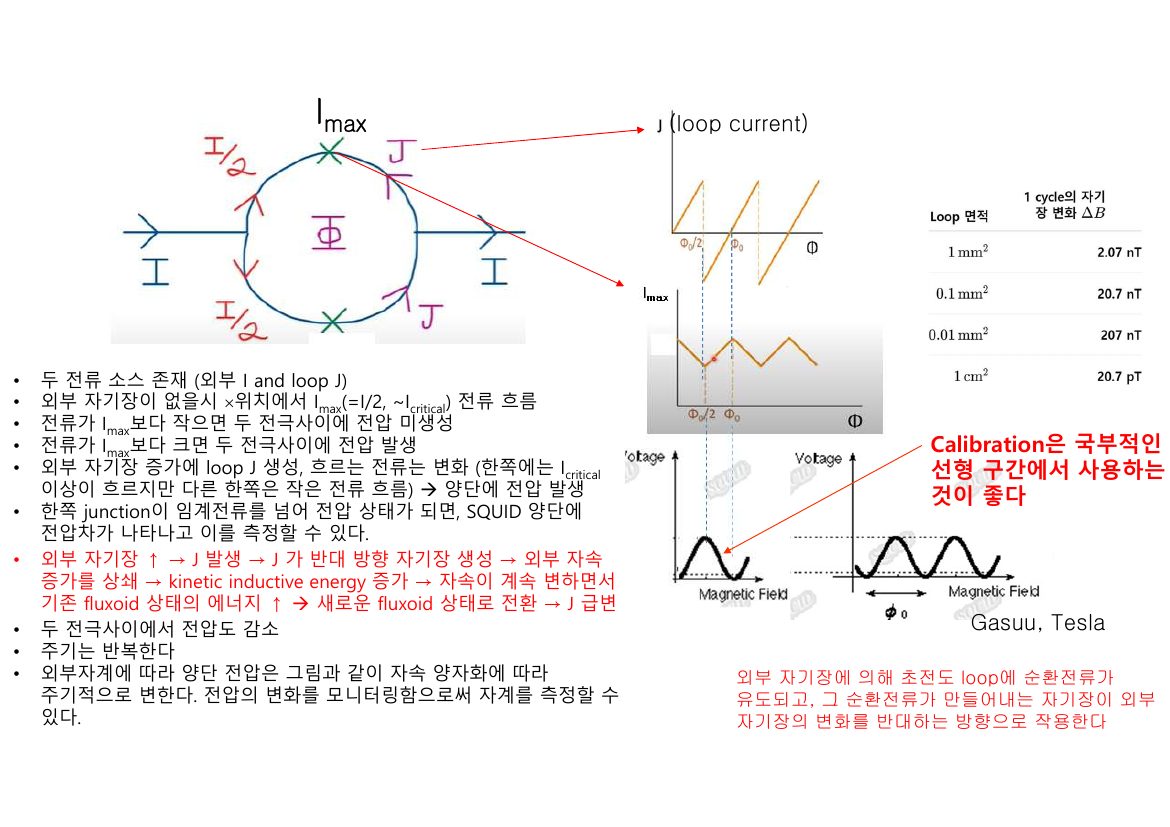 I_max
I/2
J
Φ
I
I
I/2
J
J (loop current)
Φ₀/2
Φ₀
Φ
I_max
Φ₀/2
Φ₀
Φ
Loop 면적
1 cycle의 자기
장 변화 ΔB
1 mm²
2.07 nT
0.1 mm²
20.7 nT
0.01 mm²
207 nT
1 cm²
20.7 pT
• 두 전류 소스 존재 (외부 I and loop J)
• 외부 자기장이 없을시 ×위치에서 I_max(=I/2, ~I_critical) 전류 흐름
• 전류가 I_max보다 작으면 두 전극사이에 전압 미생성
• 전류가 I_max보다 크면 두 전극사이에 전압 발생
• 외부 자기장 증가에 loop J 생성, 흐르는 전류는 변화 (한쪽에는 I_critical
이상이 흐르지만 다른 한쪽은 작은 전류 흐름) → 양단에 전압 발생
• 한쪽 junction이 임계전류를 넘어 전압 상태가 되면, SQUID 양단에
전압차가 나타나고 이를 측정할 수 있다.
• 외부 자기장 ↑ → J 발생 → J 가 반대 방향 자기장 생성 → 외부 자속
증가를 상쇄 → kinetic inductive energy 증가 → 자속이 계속 변하면서
기존 fluxoid 상태의 에너지 ↑ → 새로운 fluxoid 상태로 전환 → J 급변
• 두 전극사이에서 전압도 감소
• 주기는 반복한다
• 외부자계에 따라 양단 전압은 그림과 같이 자속 양자화에 따라
주기적으로 변한다. 전압의 변화를 모니터링함으로써 자계를 측정할 수
있다.
Calibration은 국부적인
선형 구간에서 사용하는
것이 좋다
Voltage
SQUID
Magnetic Field
Voltage
SQUID
Magnetic Field
Φ₀
Gasuu, Tesla
외부 자기장에 의해 초전도 loop에 순환전류가
유도되고, 그 순환전류가 만들어내는 자기장이 외부
자기장의 변화를 반대하는 방향으로 작용한다